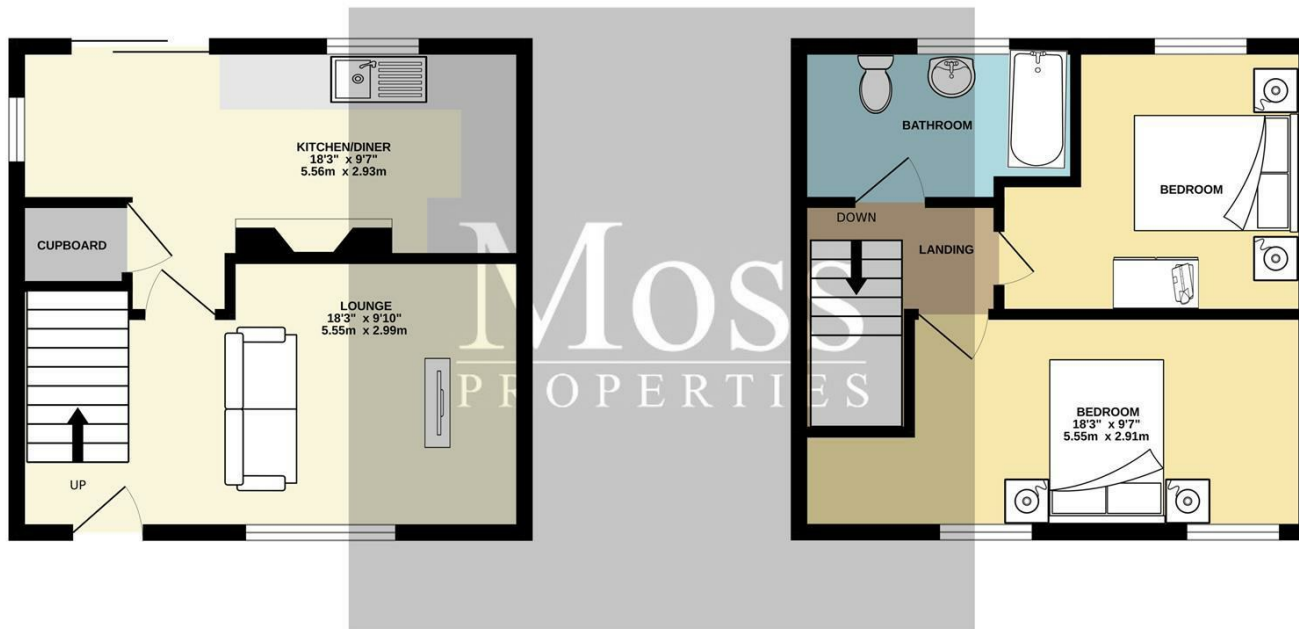 KITCHEN/DINER
18'3" x 9'7"
5.56m x 2.93m
CUPBOARD
LOUNGE
18'3" x 9'10"
5.55m x 2.99m
UP
MOSS
PROPERTIES
BATHROOM
BEDROOM
DOWN
LANDING
BEDROOM
18'3" x 9'7"
5.55m x 2.91m